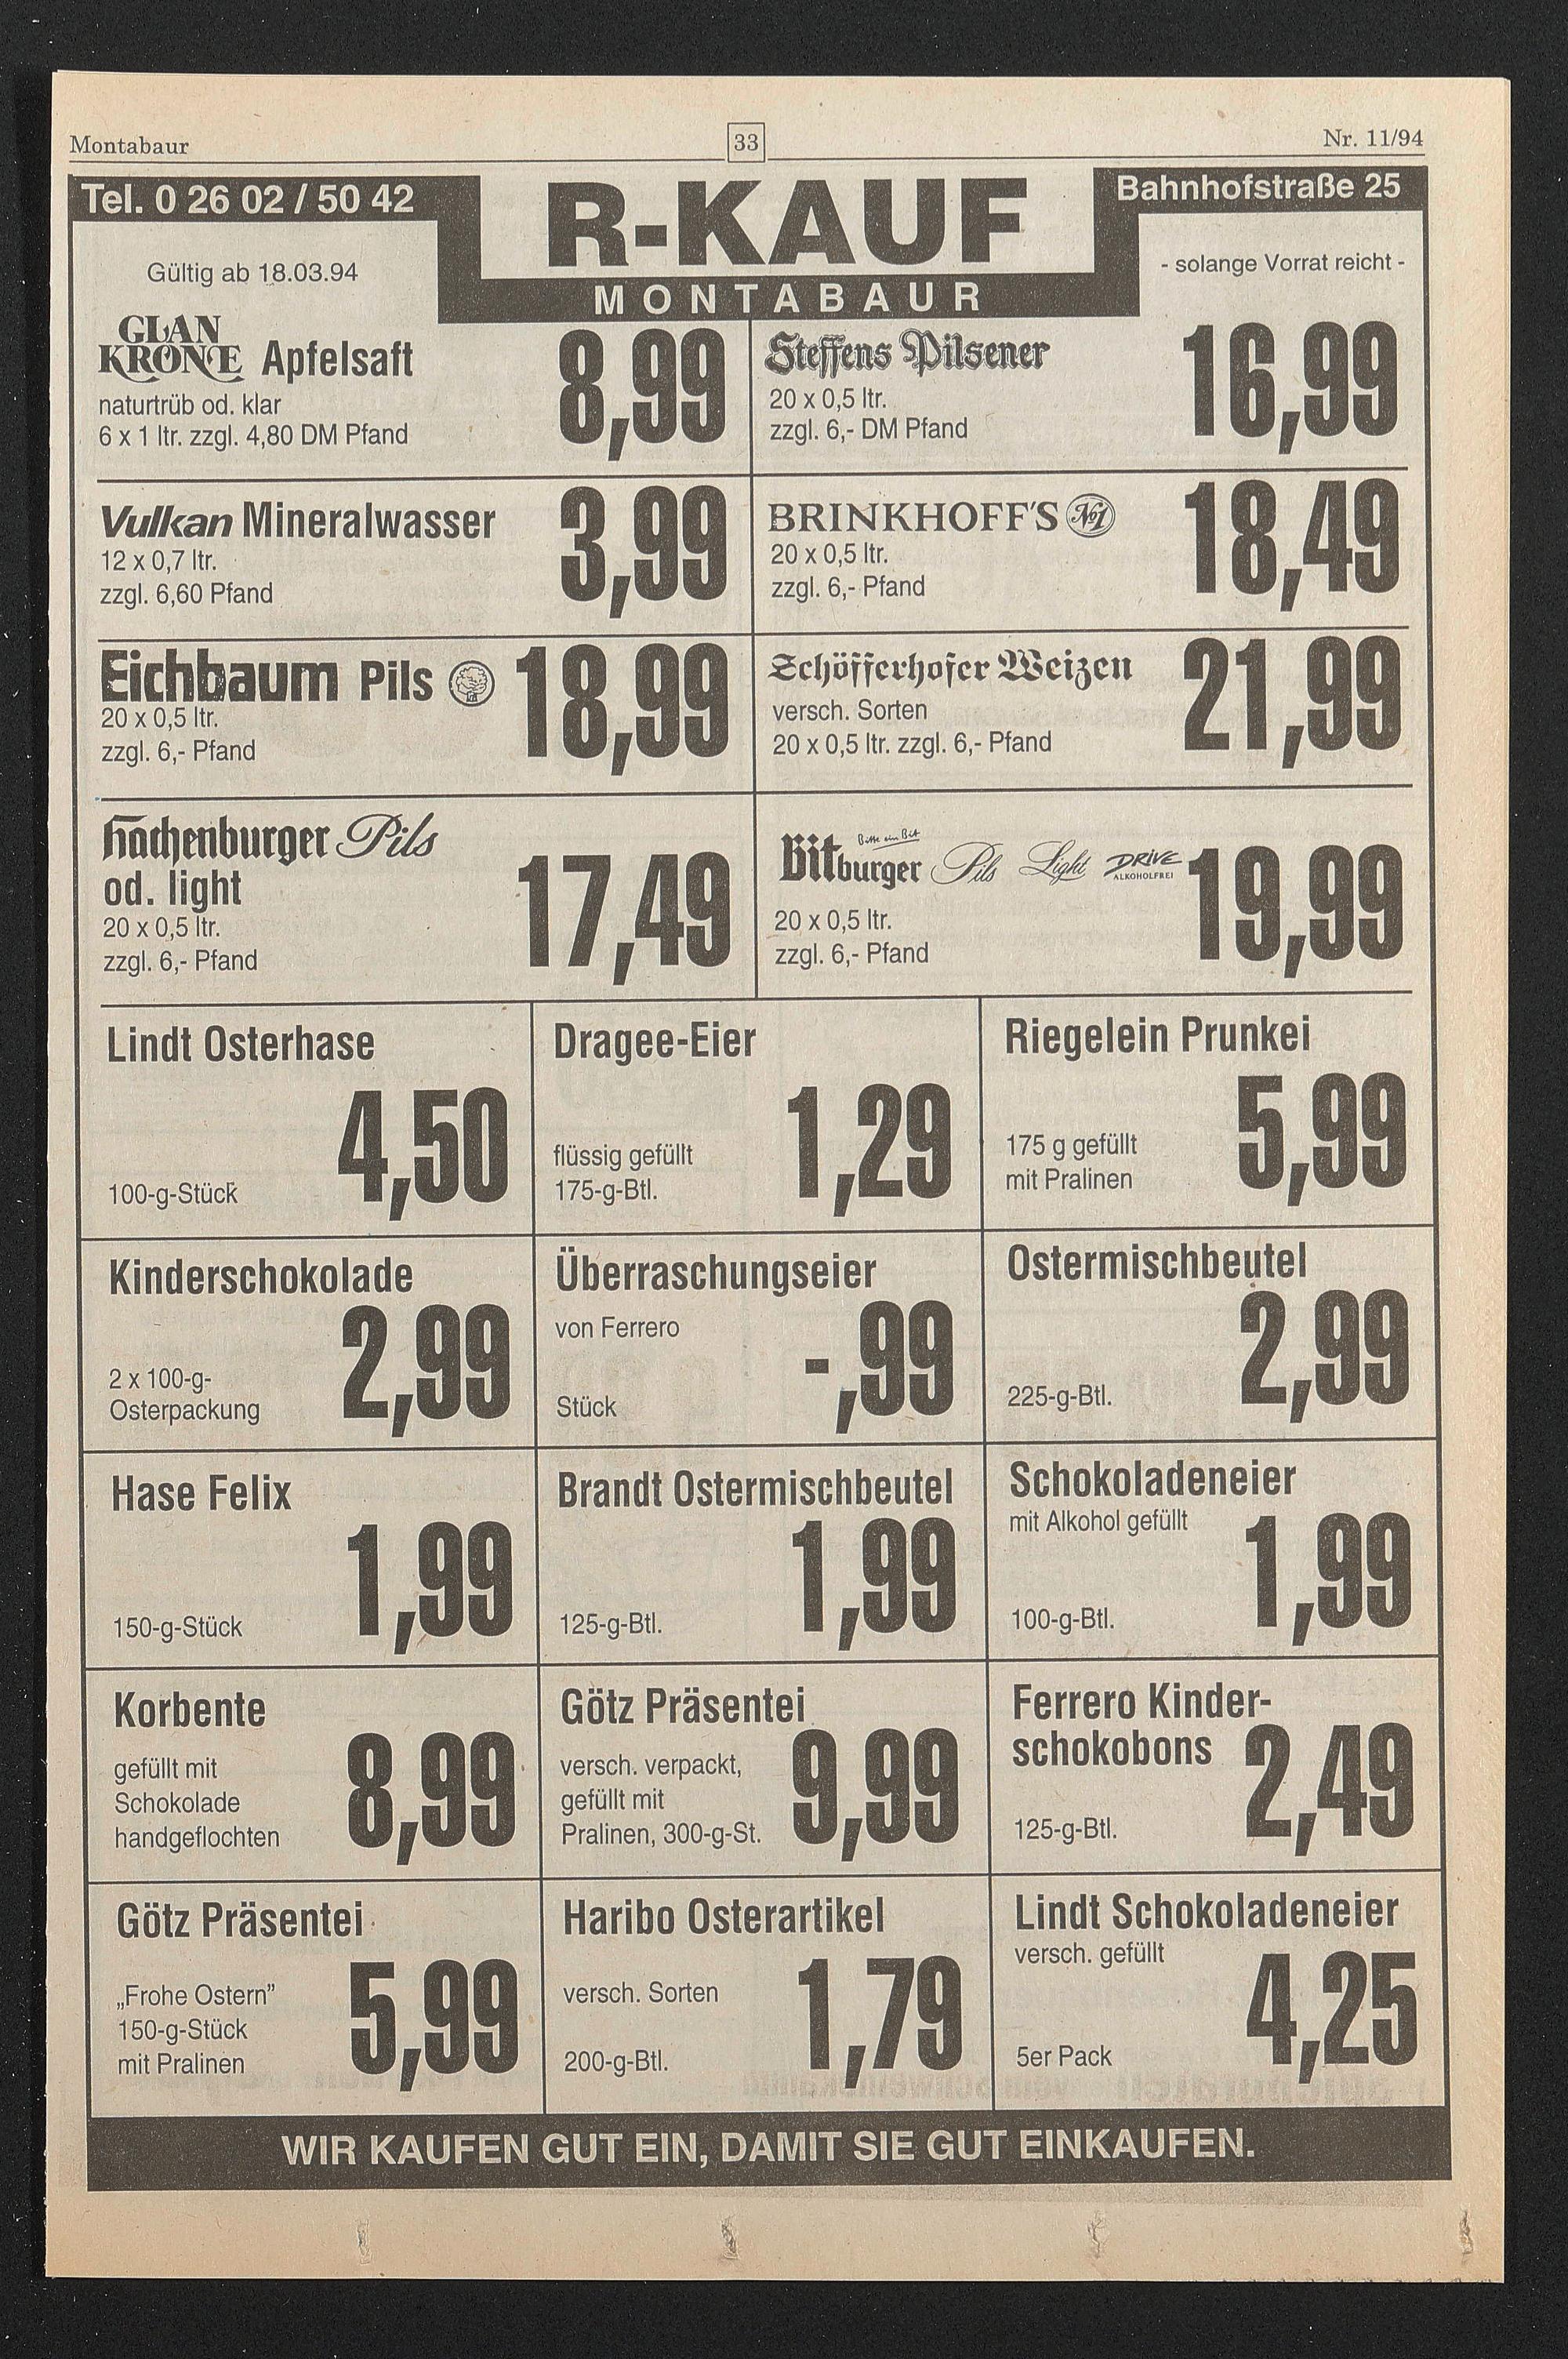 Montabaur
33
Nr. 11/94
Tel. 0 26 02 / 50 42
R-KAUF
MONTABAUR
Bahnhofstraße 25
Gültig ab 18.03.94
- solange Vorrat reicht -
GLAN
KRONE Apfelsaft
naturtrüb od. klar
6 x 1 ltr. zzgl. 4,80 DM Pfand
8,99
Steffens Pilsener
20 x 0,5 ltr.
zzgl. 6,- DM Pfand
16,99
Vulkan Mineralwasser
12 x 0,7 ltr.
zzgl. 6,60 Pfand
3,99
BRINKHOFF'S No1
20 x 0,5 ltr.
zzgl. 6,- Pfand
18,49
Eichbaum Pils
20 x 0,5 ltr.
zzgl. 6,- Pfand
18,99
Schöfferhofer Weizen
versch. Sorten
20 x 0,5 ltr. zzgl. 6,- Pfand
21,99
Hachenburger Pils
od. light
20 x 0,5 ltr.
zzgl. 6,- Pfand
17,49
Bitte ein Bit
Bitburger Pils Light DRIVE
ALKOHOLFREI
20 x 0,5 ltr.
zzgl. 6,- Pfand
19,99
Lindt Osterhase
4,50
100-g-Stück
Dragee-Eier
1,29
flüssig gefüllt
175-g-Btl.
Riegelein Prunkei
5,99
175 g gefüllt
mit Pralinen
Kinderschokolade
2,99
2 x 100-g-
Osterpackung
Überraschungseier
von Ferrero
-,99
Stück
Ostermischbeutel
2,99
225-g-Btl.
Hase Felix
1,99
150-g-Stück
Brandt Ostermischbeutel
1,99
125-g-Btl.
Schokoladeneier
mit Alkohol gefüllt
1,99
100-g-Btl.
Korbente
gefüllt mit
Schokolade
handgeflochten
8,99
Götz Präsentei
versch. verpackt,
gefüllt mit
Pralinen, 300-g-St.
9,99
Ferrero Kinder-
schokobons
2,49
125-g-Btl.
Götz Präsentei
„Frohe Ostern”
150-g-Stück
mit Pralinen
5,99
Haribo Osterartikel
versch. Sorten
1,79
200-g-Btl.
Lindt Schokoladeneier
versch. gefüllt
4,25
5er Pack
WIR KAUFEN GUT EIN, DAMIT SIE GUT EINKAUFEN.